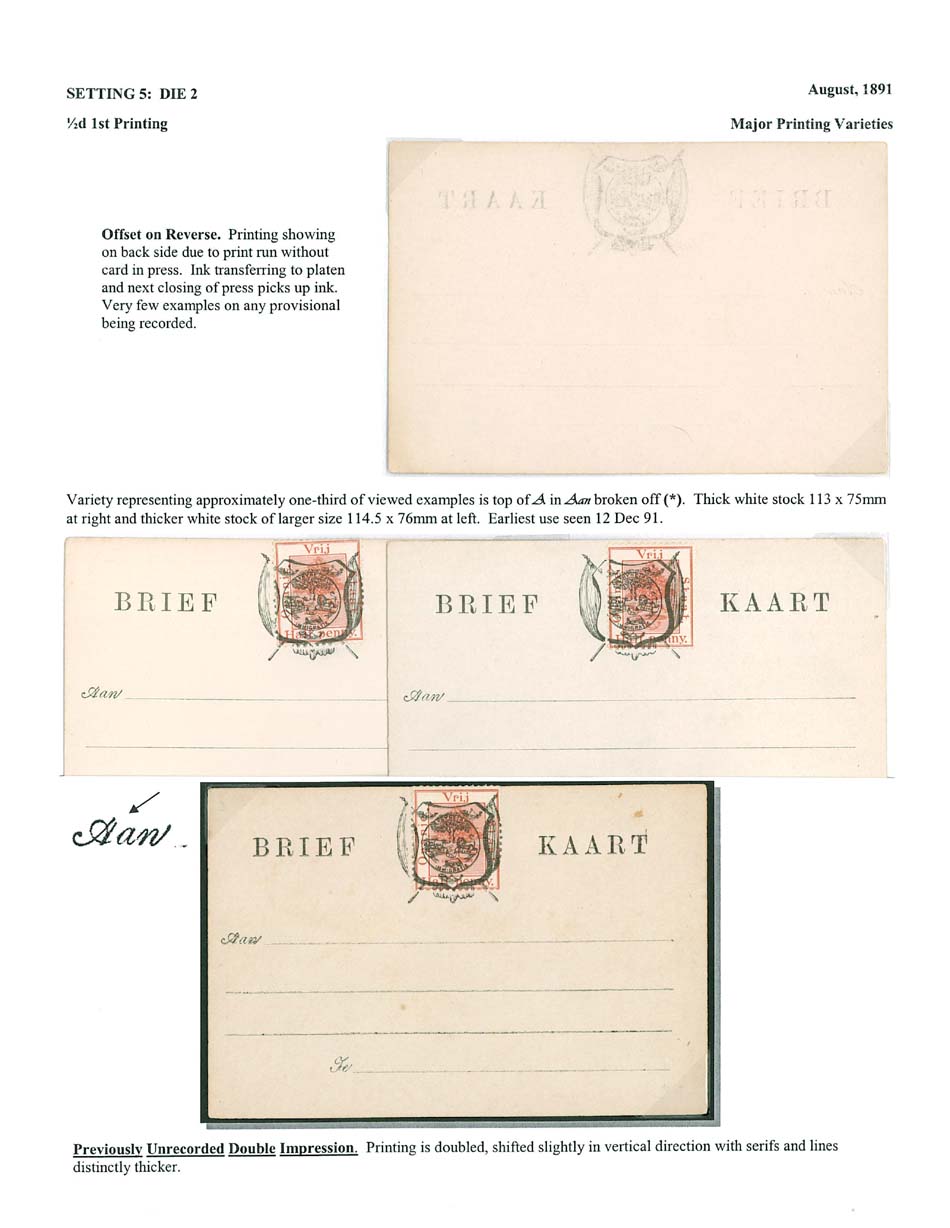 SETTING 5: DIE 2
August, 1891
½d 1st Printing
Major Printing Varieties
BRIEF
KAART
Offset on Reverse. Printing showing
on back side due to print run without
card in press. Ink transferring to platen
and next closing of press picks up ink.
Very few examples on any provisional
being recorded.
Variety representing approximately one-third of viewed examples is top of A in Aan broken off (*). Thick white stock 113 x 75mm
at right and thicker white stock of larger size 114.5 x 76mm at left. Earliest use seen 12 Dec 91.
Vrij
BRIEF
Half penny.
Aan
Vrij
BRIEF
KAART
penny.
Aan
Aan
Vrij
BRIEF
KAART
Aan
Te
Previously Unrecorded Double Impression. Printing is doubled, shifted slightly in vertical direction with serifs and lines
distinctly thicker.